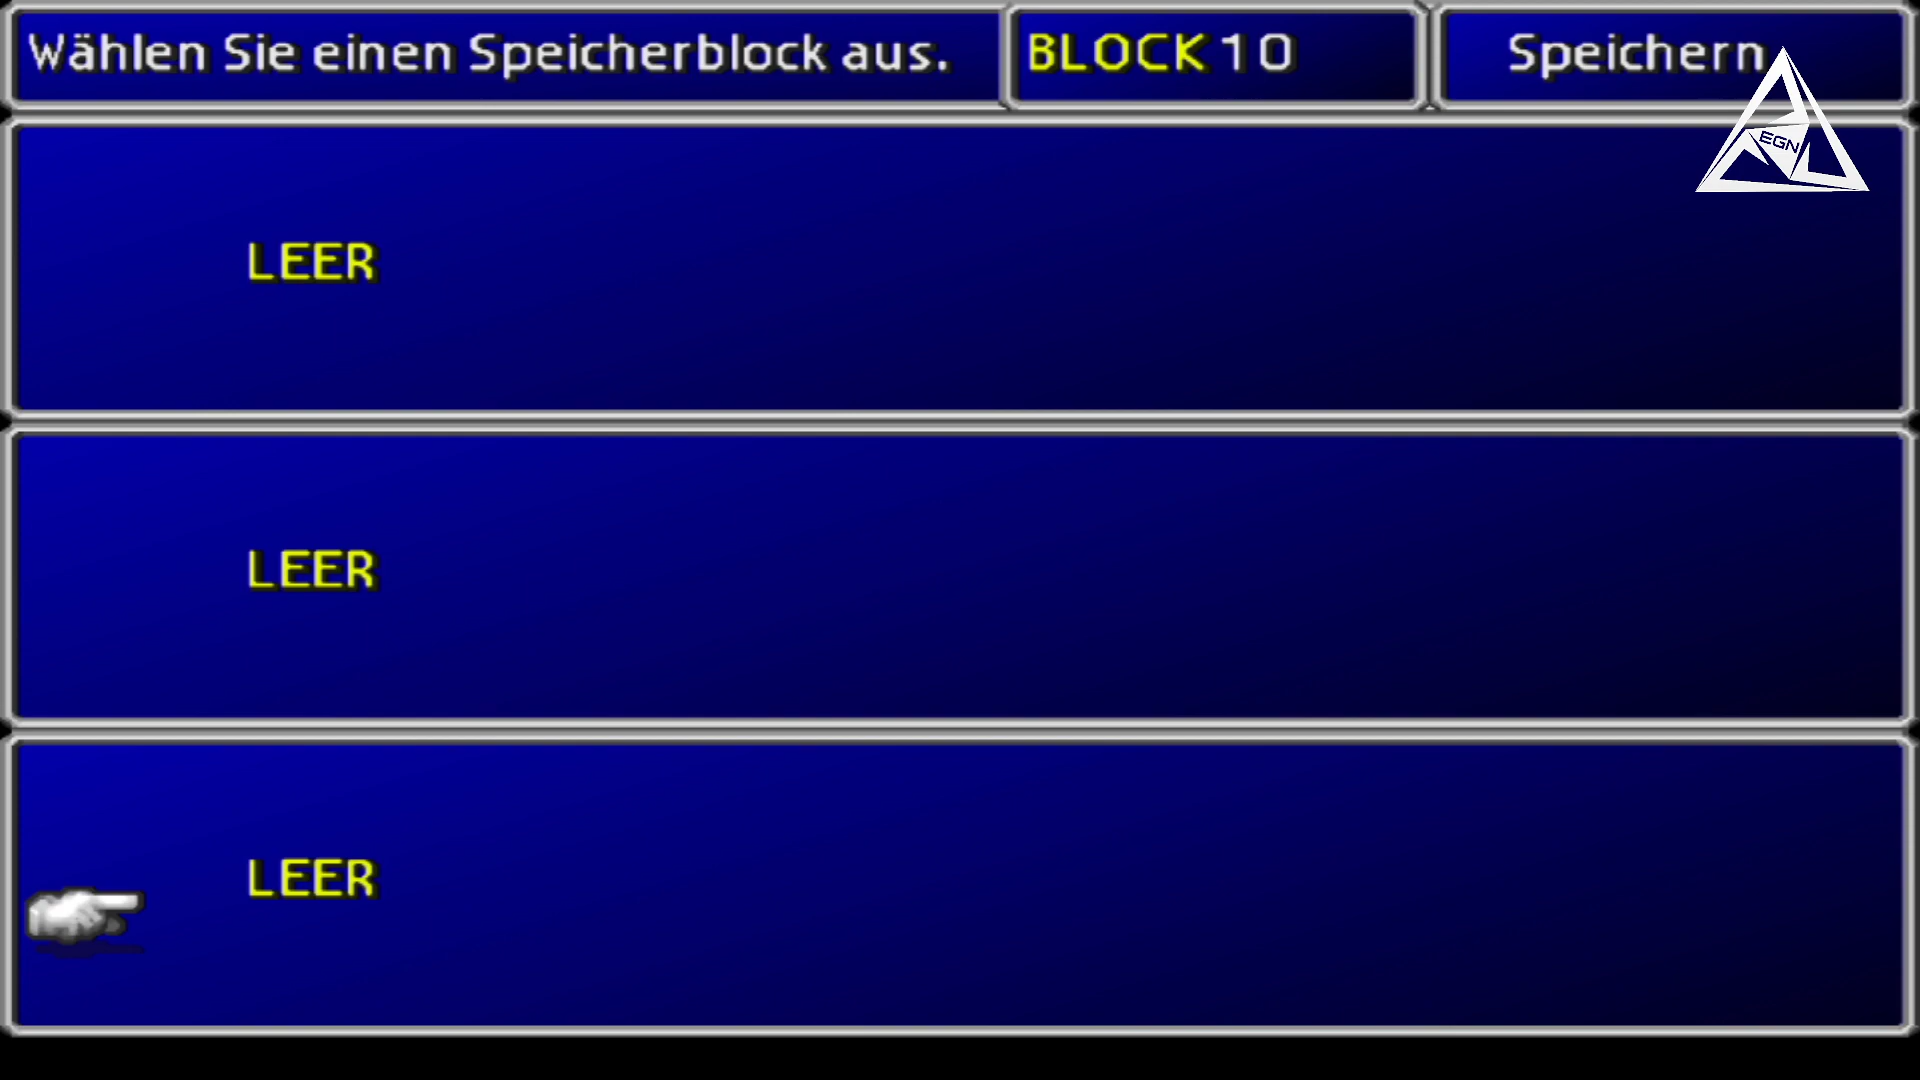 Wählen Sie einen Speicherblock aus. BLOCK 10 Speichern
EGN
LEER
LEER
LEER